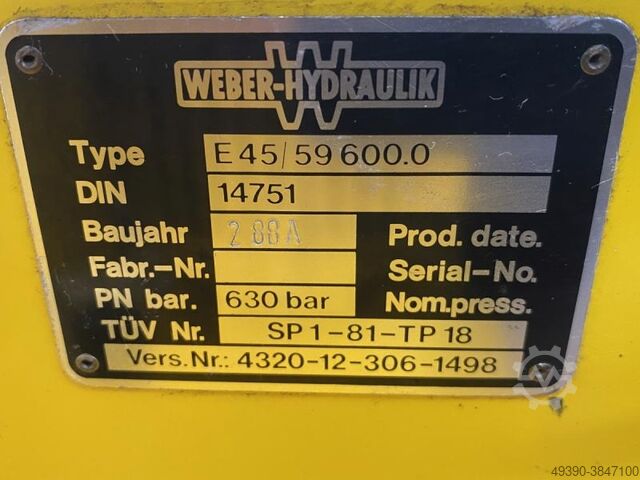 WEBER-HYDRAULIK
Type E 45/59 600.0
DIN 14751
Baujahr 2 88A Prod. date.
Fabr.-Nr. Serial-No.
PN bar. 630 bar Nom.press.
TÜV Nr. SP 1-81-TP 18
Vers.Nr.: 4320-12-306-1498
49390-3847100